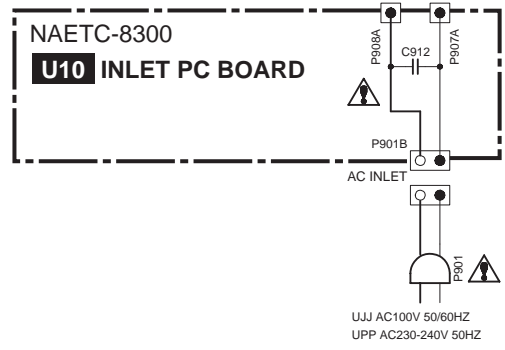 NAETC-8300
U10 INLET PC BOARD
P908A
C912
P907A
P901B
AC INLET
P901
UJJ AC100V 50/60HZ
UPP AC230-240V 50HZ